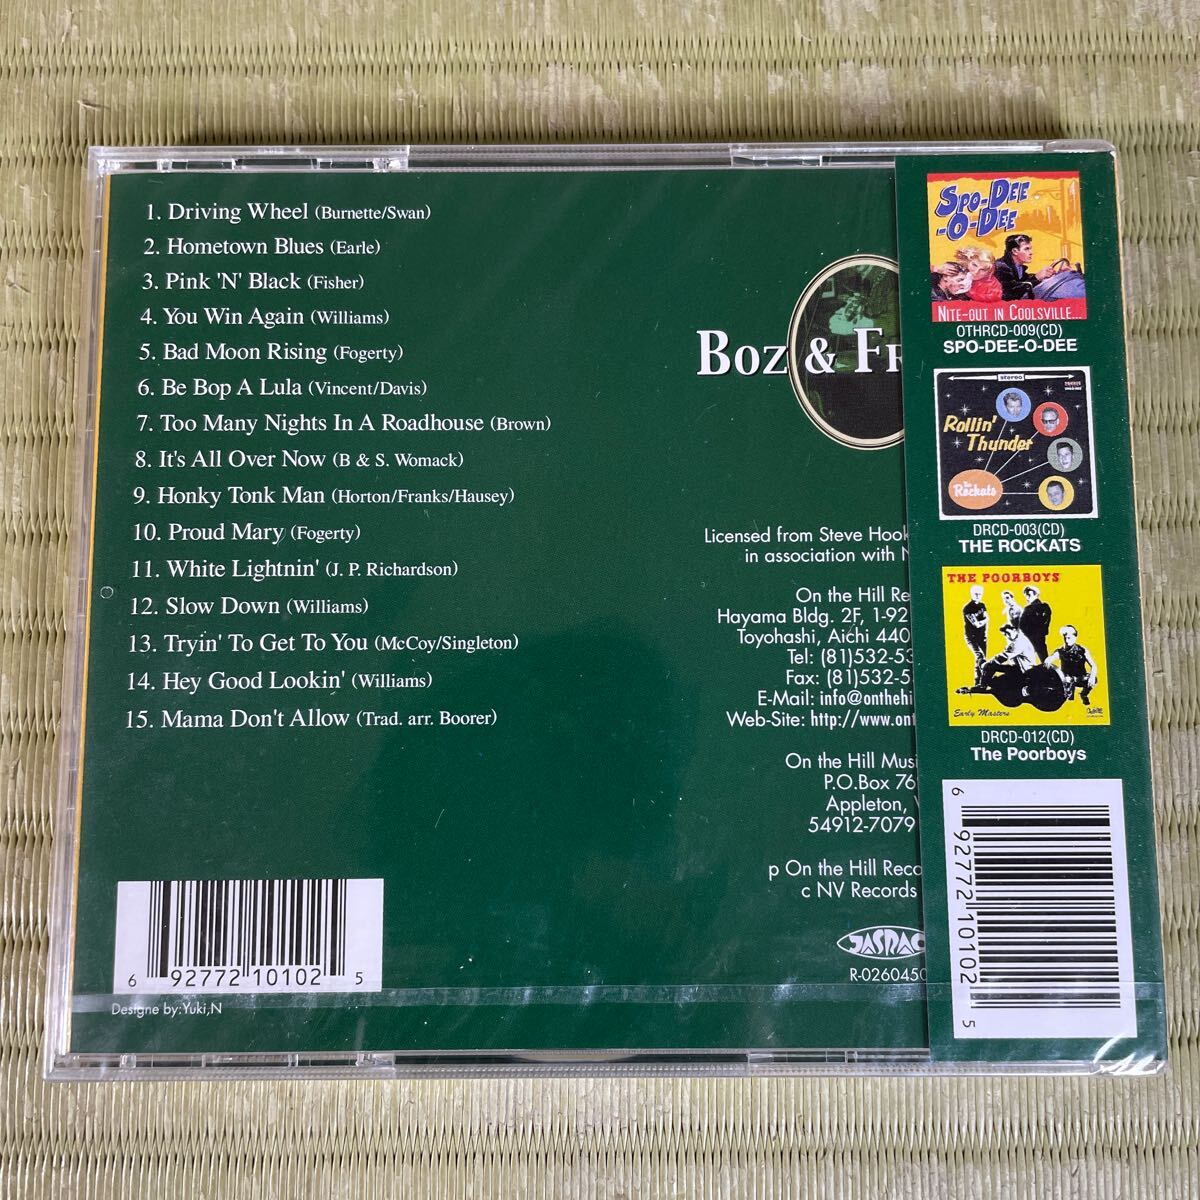 1. Driving Wheel (Burnette/Swan)
2. Hometown Blues (Earle)
3. Pink 'N' Black (Fisher)
4. You Win Again (Williams)
5. Bad Moon Rising (Fogerty)
6. Be Bop A Lula (Vincent/Davis)
7. Too Many Nights In A Roadhouse (Brown)
8. It's All Over Now (B & S. Womack)
9. Honky Tonk Man (Horton/Franks/Hausey)
10. Proud Mary (Fogerty)
11. White Lightnin' (J. P. Richardson)
12. Slow Down (Williams)
13. Tryin' To Get To You (McCoy/Singleton)
14. Hey Good Lookin' (Williams)
15. Mama Don't Allow (Trad. arr. Boorer)
6 92772 10102 5
Designe by:Yuki,N
Boz & Fr
Licensed from Steve Hook
in association with N
On the Hill Re
Hayama Bldg. 2F, 1-92
Toyohashi, Aichi 440
Tel: (81)532-53
Fax: (81)532-5
E-Mail: info@onthehi
Web-Site: http://www.ont
On the Hill Musi
P.O.Box 76
Appleton,
54912-7079
p On the Hill Reco
c NV Records
JASRAC
R-0260450
SPO-DEE
-O-DEE
NITE-OUT IN COOLSVILLE...
OTHRCD-009(CD)
SPO-DEE-O-DEE
stereo
Rollin'
Thunder
The Rockats
DRCD-003(CD)
THE ROCKATS
THE POORBOYS
Early Masters
DRCD-012(CD)
The Poorboys
6 92772 10102 5